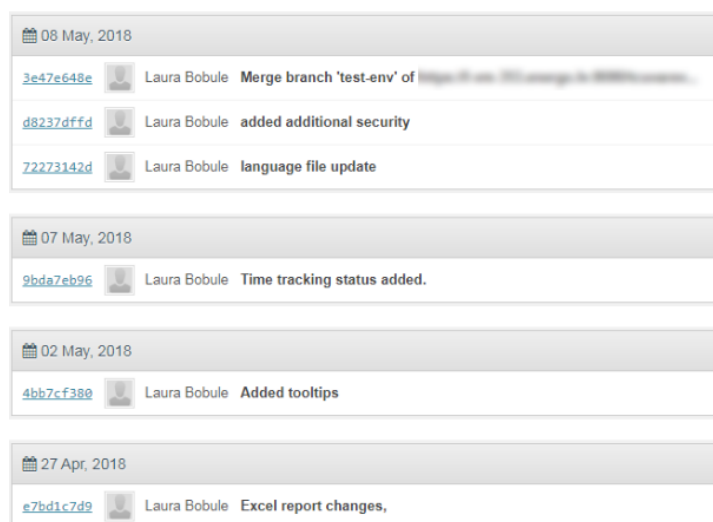 08 May, 2018
3e47e648e Laura Bobule Merge branch 'test-env' of
d8237dffd Laura Bobule added additional security
72273142d Laura Bobule language file update
07 May, 2018
9bda7eb96 Laura Bobule Time tracking status added.
02 May, 2018
4bb7cf380 Laura Bobule Added tooltips
27 Apr, 2018
e7bd1c7d9 Laura Bobule Excel report changes,